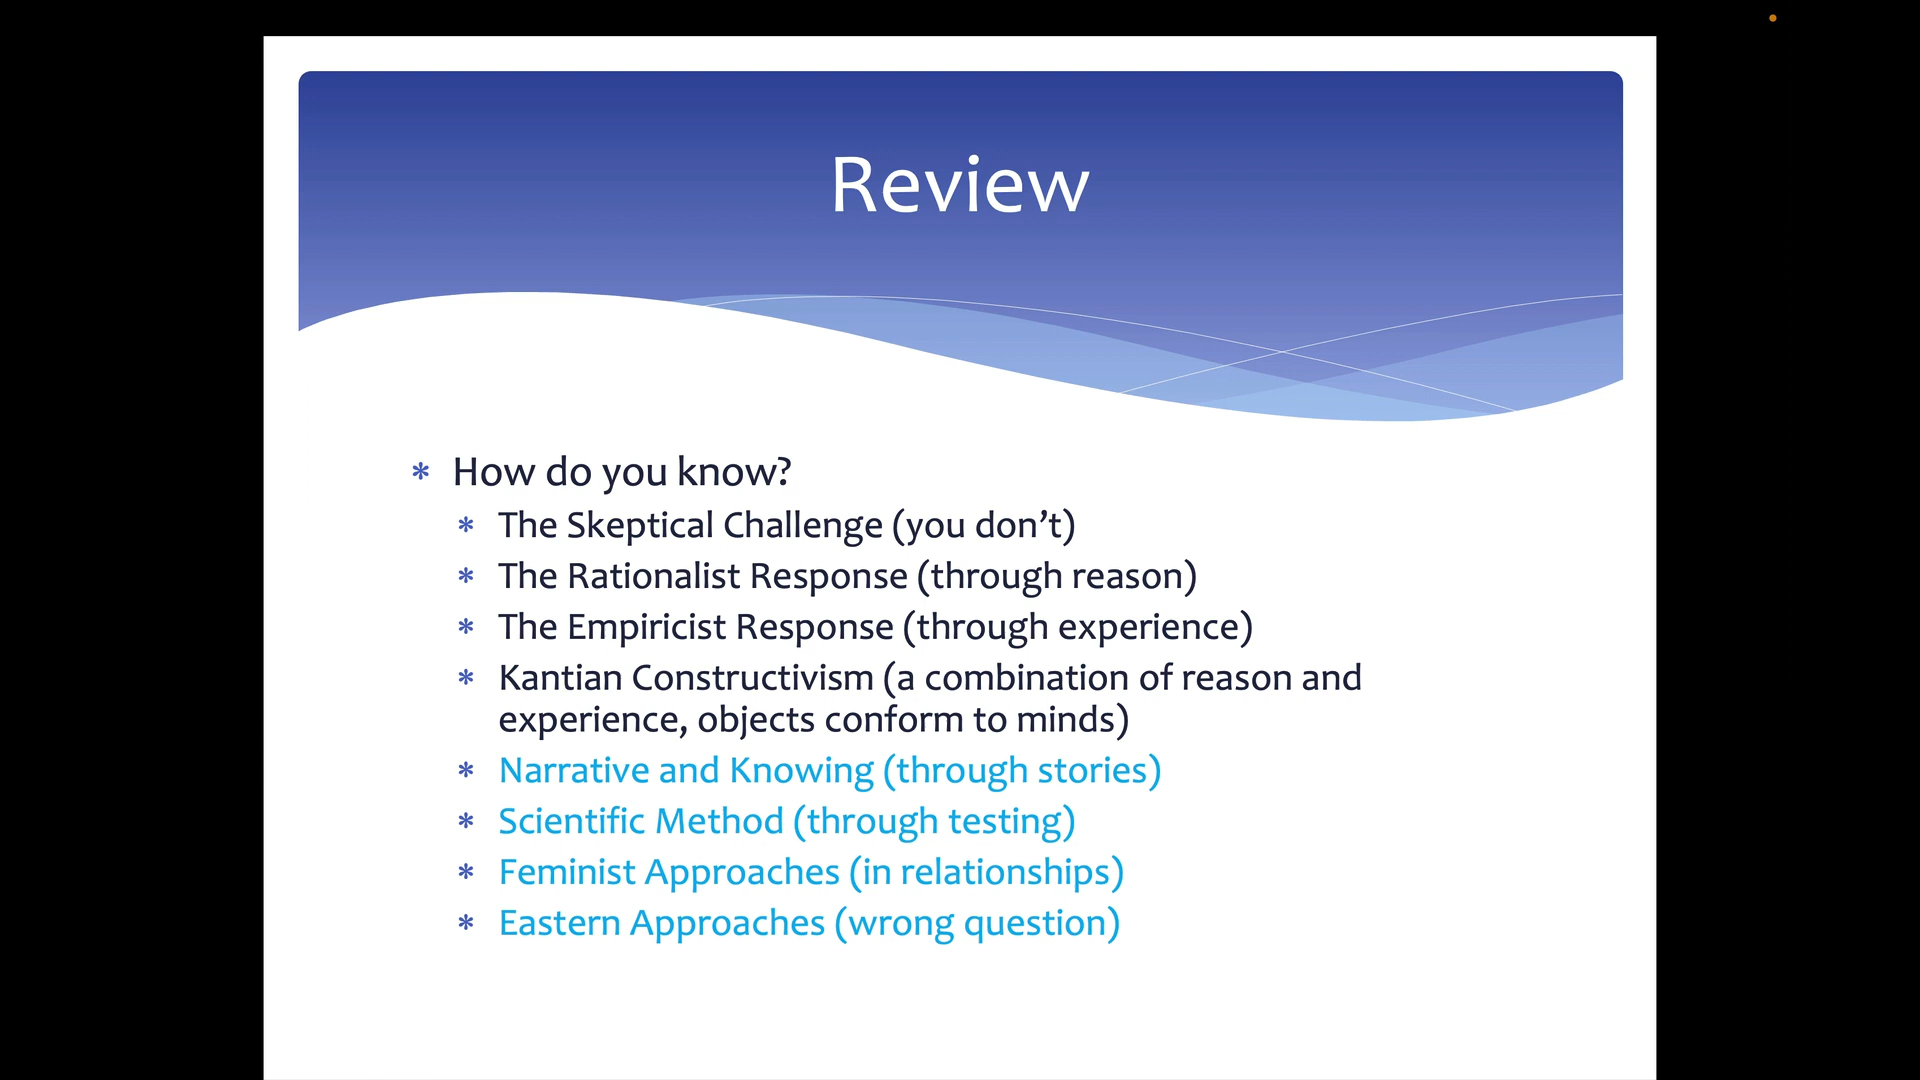 Review
* How do you know?
* The Skeptical Challenge (you don’t)
* The Rationalist Response (through reason)
* The Empiricist Response (through experience)
* Kantian Constructivism (a combination of reason and
experience, objects conform to minds)
* Narrative and Knowing (through stories)
* Scientific Method (through testing)
* Feminist Approaches (in relationships)
* Eastern Approaches (wrong question)